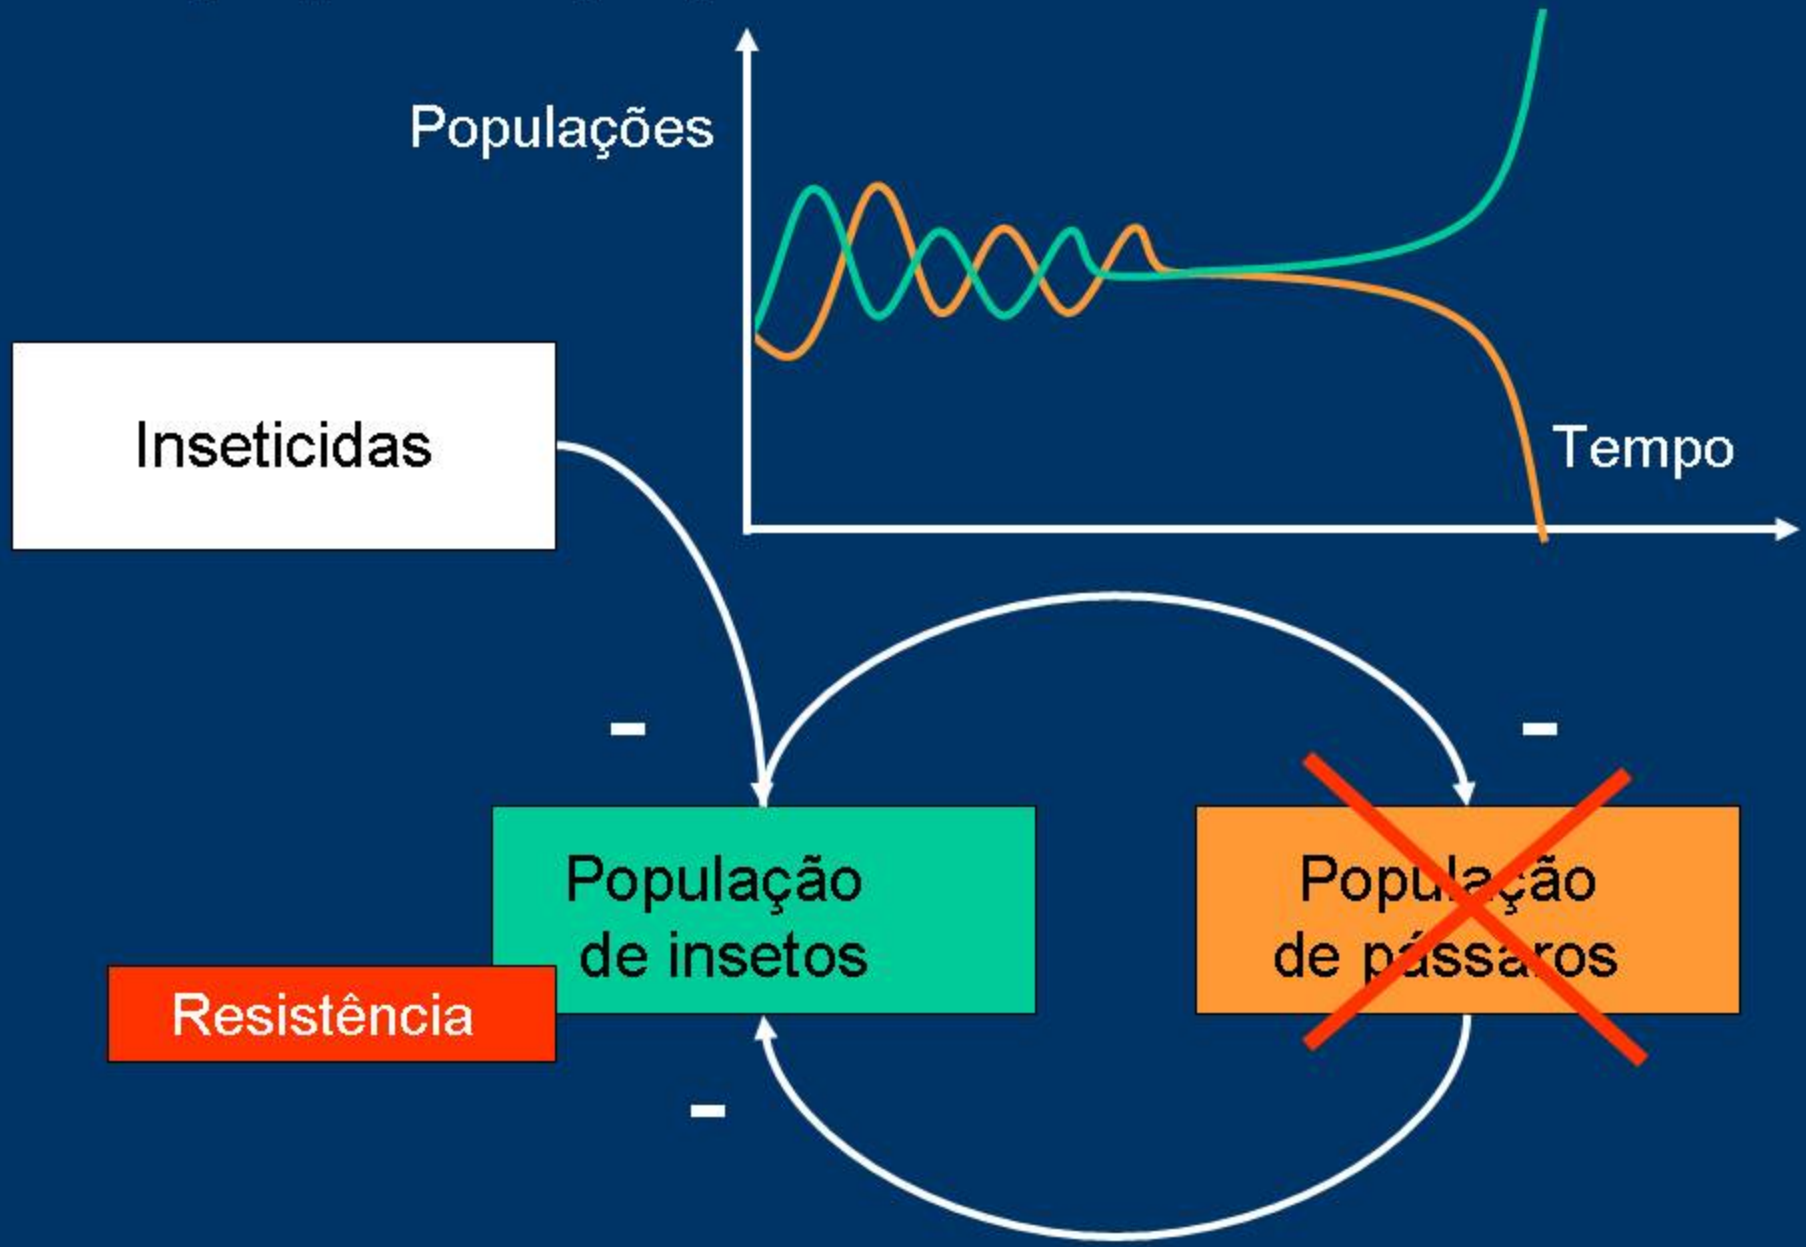 Populações
Inseticidas
Tempo
-
-
População
de insetos
População
de pássaros
Resistência
-